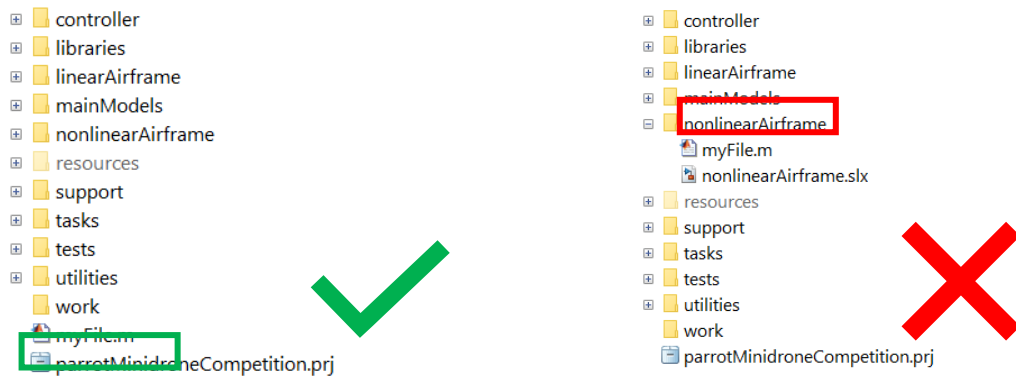 controller
libraries
linearAirframe
mainModels
nonlinearAirframe
resources
support
tasks
tests
utilities
work
myFile.m
parrotMinidroneCompetition.prj
controller
libraries
linearAirframe
mainModels
nonlinearAirframe
myFile.m
nonlinearAirframe.slx
resources
support
tasks
tests
utilities
work
parrotMinidroneCompetition.prj